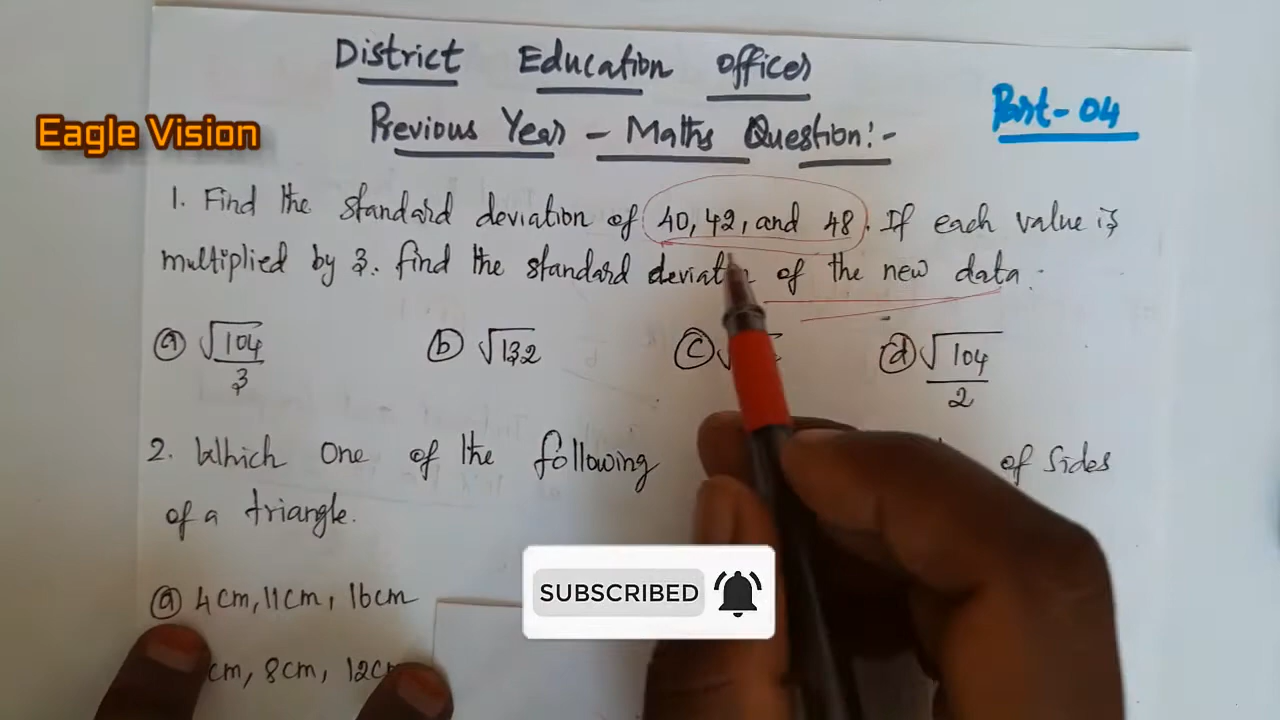 District Education Officer
Eagle Vision
Part-04
Previous Year - Maths Question:-
1. Find the standard deviation of 40, 42, and 48. If each value is
multiplied by 3. find the standard of the new data.
ⓐ √104/3 ⓑ √132 ⓒ ⓓ √104/2
2. Which one of the following of sides
of a triangle.
ⓐ 4cm, 11cm, 16cm
cm, 8cm,
SUBSCRIBED